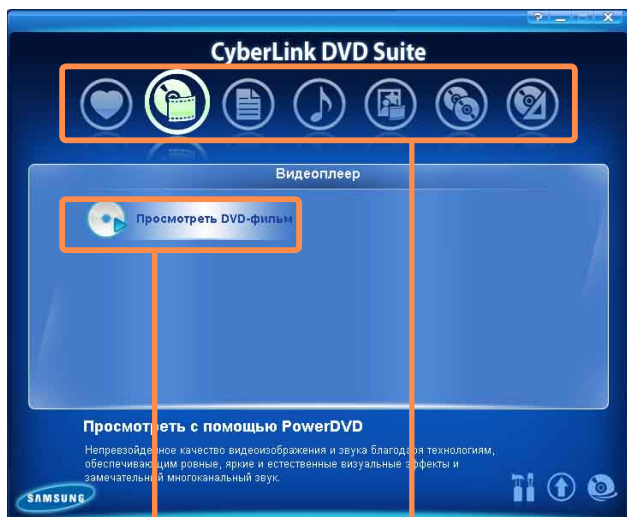 CyberLink DVD Suite
Видеоплеер
Просмотреть DVD-фильм
Просмотреть с помощью PowerDVD
Непревзойденное качество видеоизображения и звука благодаря технологиям,
обеспечивающим ровные, яркие и естественные визуальные эффекты и
замечательный многоканальный звук.
SAMSUNG